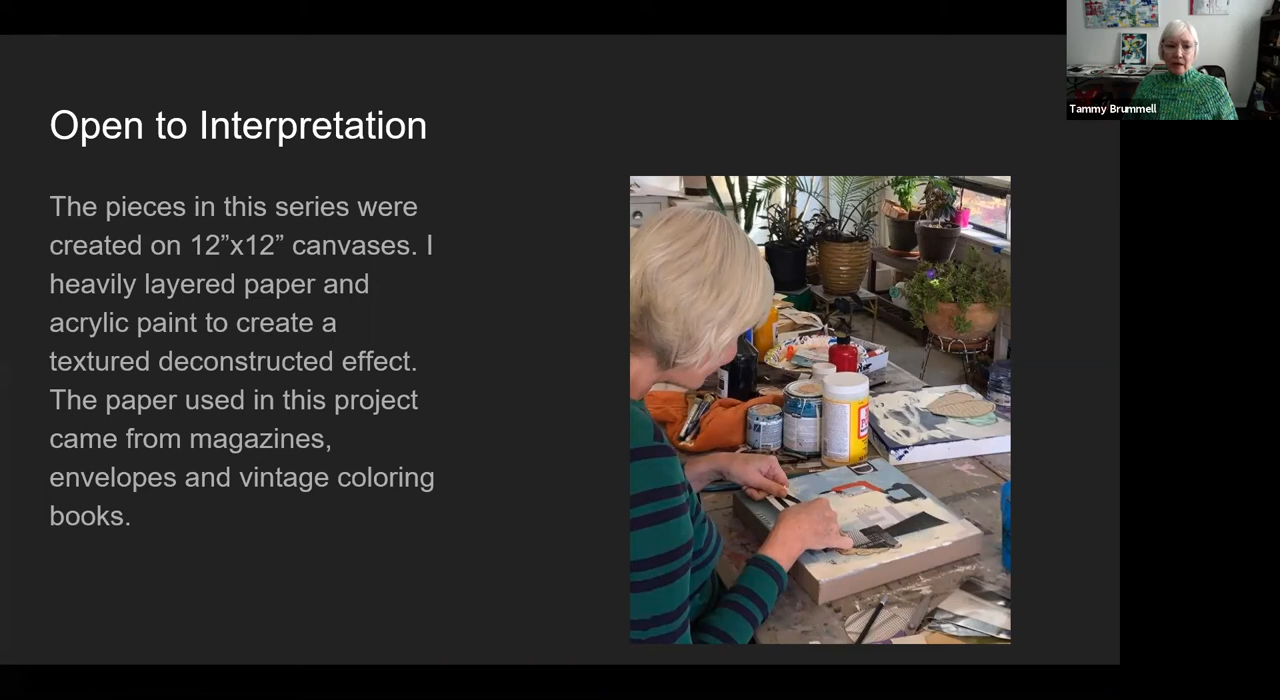 Tammy Brummell
Open to Interpretation
The pieces in this series were
created on 12”x12” canvases. I
heavily layered paper and
acrylic paint to create a
textured deconstructed effect.
The paper used in this project
came from magazines,
envelopes and vintage coloring
books.